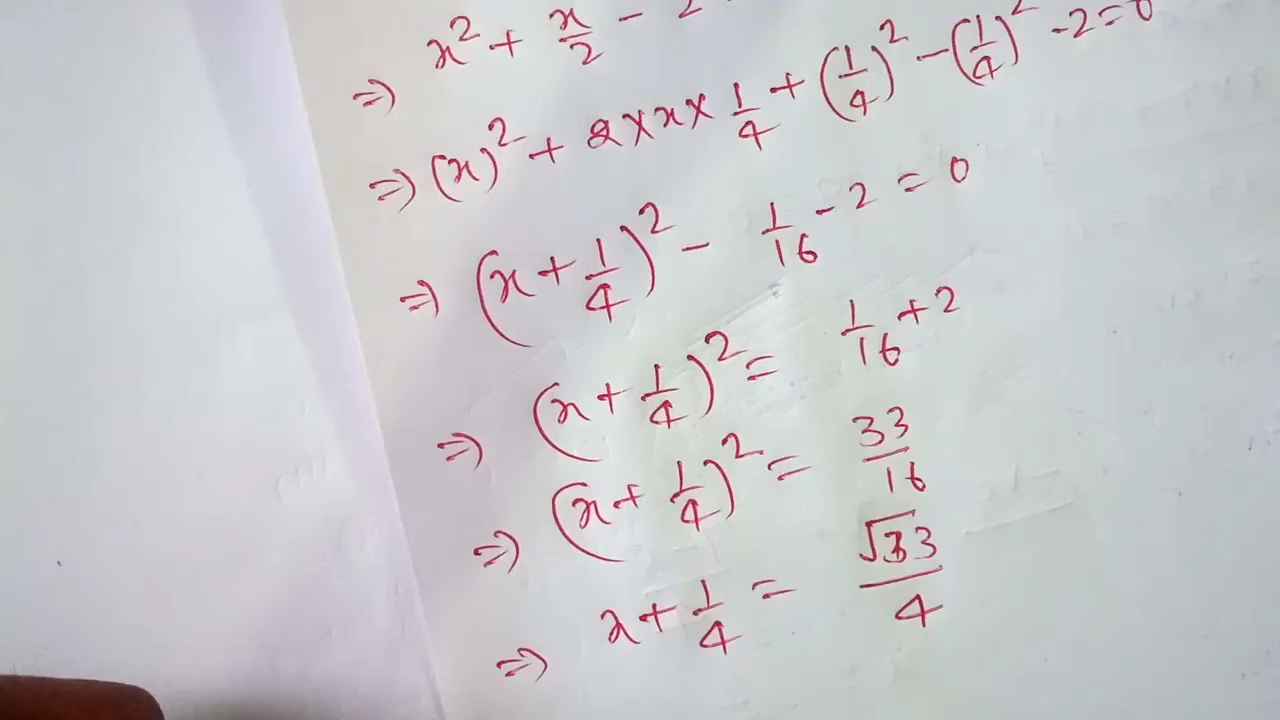 ⇒ x² + x/2 - 2
⇒ (x)² + 2×x×1/4 + (1/4)² - (1/4)² - 2 = 0
⇒ (x + 1/4)² - 1/16 - 2 = 0
⇒ (x + 1/4)² = 1/16 + 2
⇒ (x + 1/4)² = 33/16
⇒ x + 1/4 = √33/4